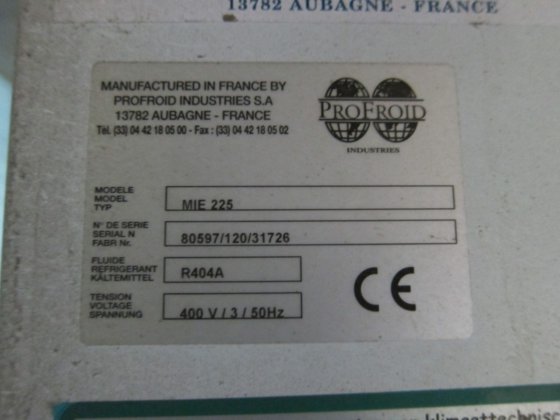 13782 AUBAGNE - FRANCE
MANUFACTURED IN FRANCE BY
PROFROID INDUSTRIES S.A
13782 AUBAGNE - FRANCE
Tél. (33) 04 42 18 05 00 - Fax : (33) 04 42 18 05 02
PROFROID
INDUSTRIES
MODELE
MODEL
TYP
MIE 225
N° DE SERIE
SERIAL N
FABR Nr.
80597/120/31726
FLUIDE
REFRIGERANT
KÄLTEMITTEL
R404A
TENSION
VOLTAGE
SPANNUNG
400 V / 3 / 50Hz
CE